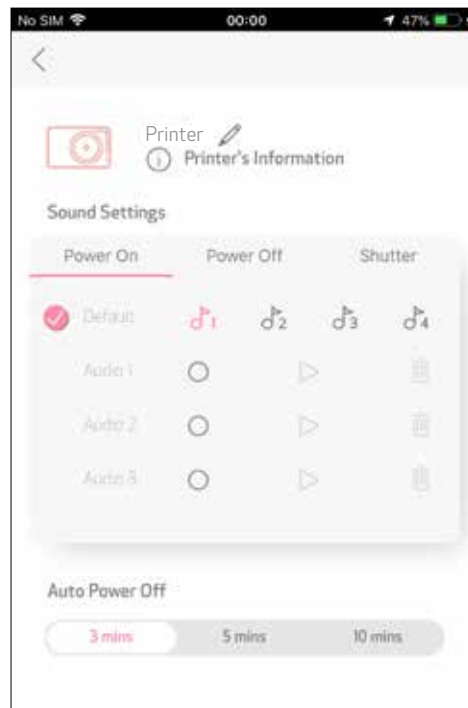 No SIM 00:00 47%
Printer
Printer's Information
Sound Settings
Power On Power Off Shutter
Default 1 2 3 4
Audio 1
Audio 2
Audio 3
Auto Power Off
3 mins 5 mins 10 mins